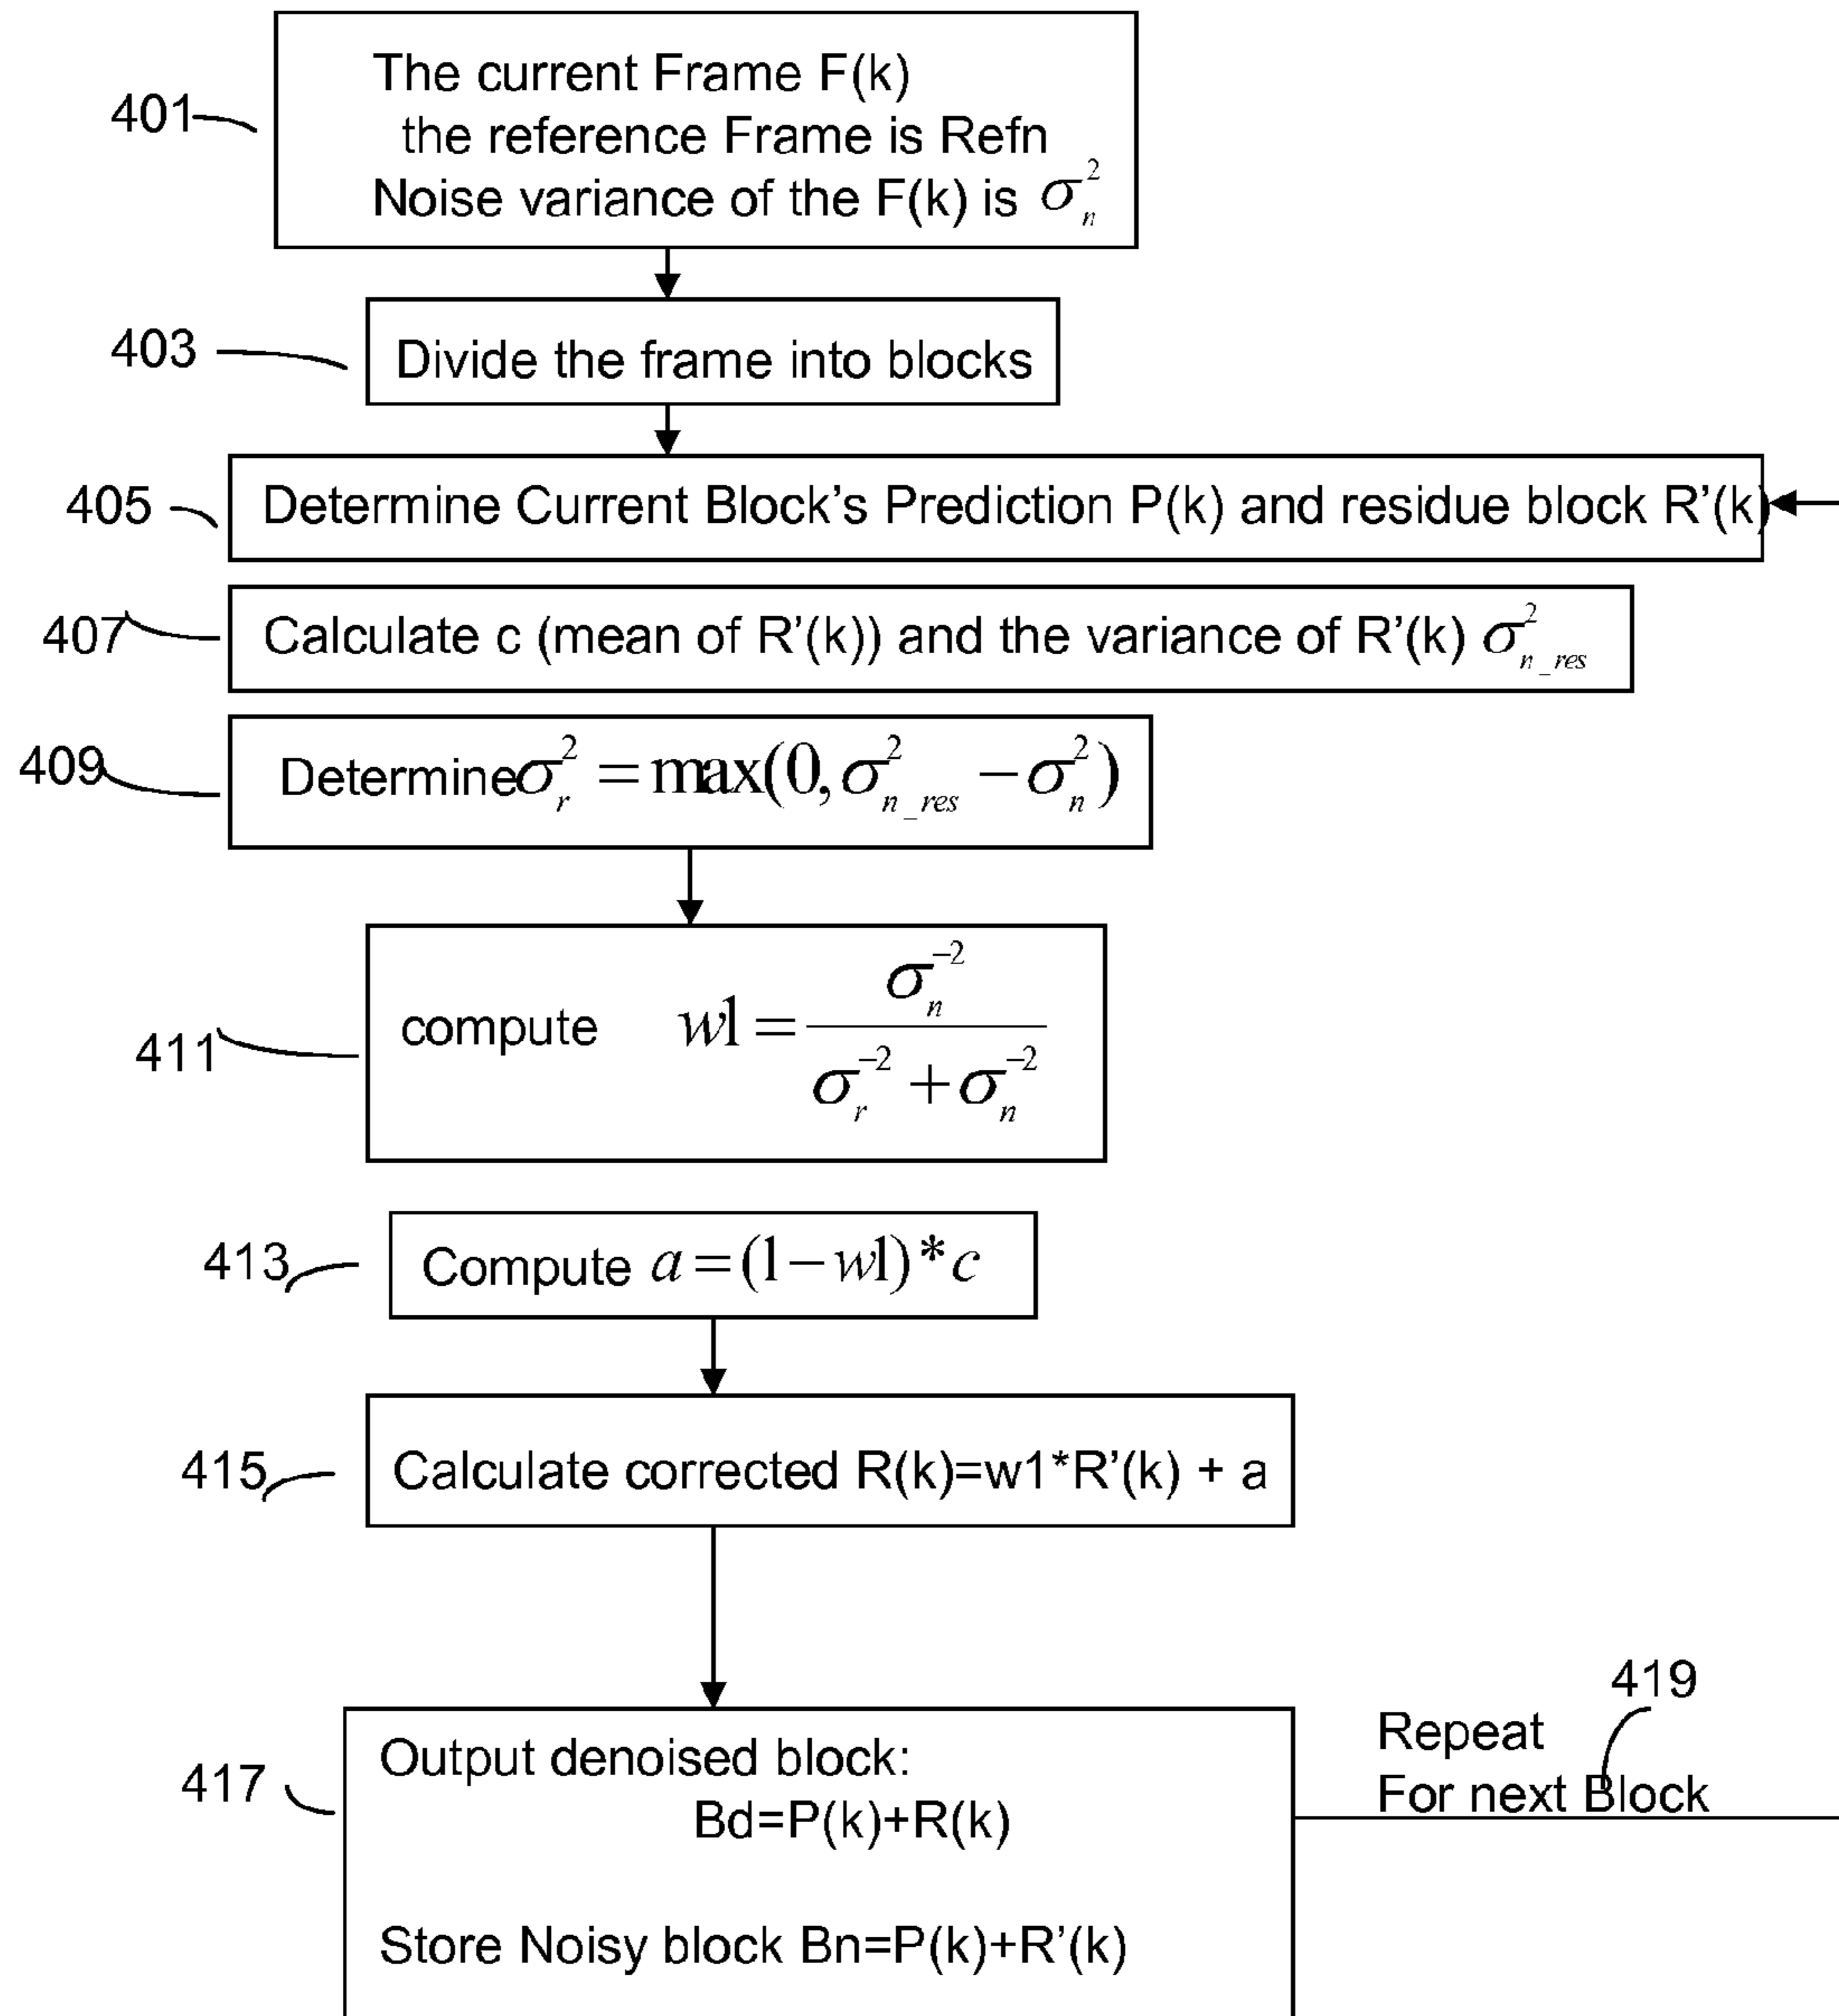 401
The current Frame F(k)
the reference Frame is Refn
Noise variance of the F(k) is σ_n^2
403
Divide the frame into blocks
405
Determine Current Block's Prediction P(k) and residue block R'(k)
407
Calculate c (mean of R'(k)) and the variance of R'(k) σ_{n_res}^2
409
Determine σ_r^2 = max(0, σ_{n_res}^2 − σ_n^2)
411
compute w1 = σ_n^{-2} / (σ_r^{-2} + σ_n^{-2})
413
Compute a = (1 − w1) * c
415
Calculate corrected R(k)=w1*R'(k) + a
417
Output denoised block:
Bd=P(k)+R(k)
Store Noisy block Bn=P(k)+R'(k)
419
Repeat
For next Block